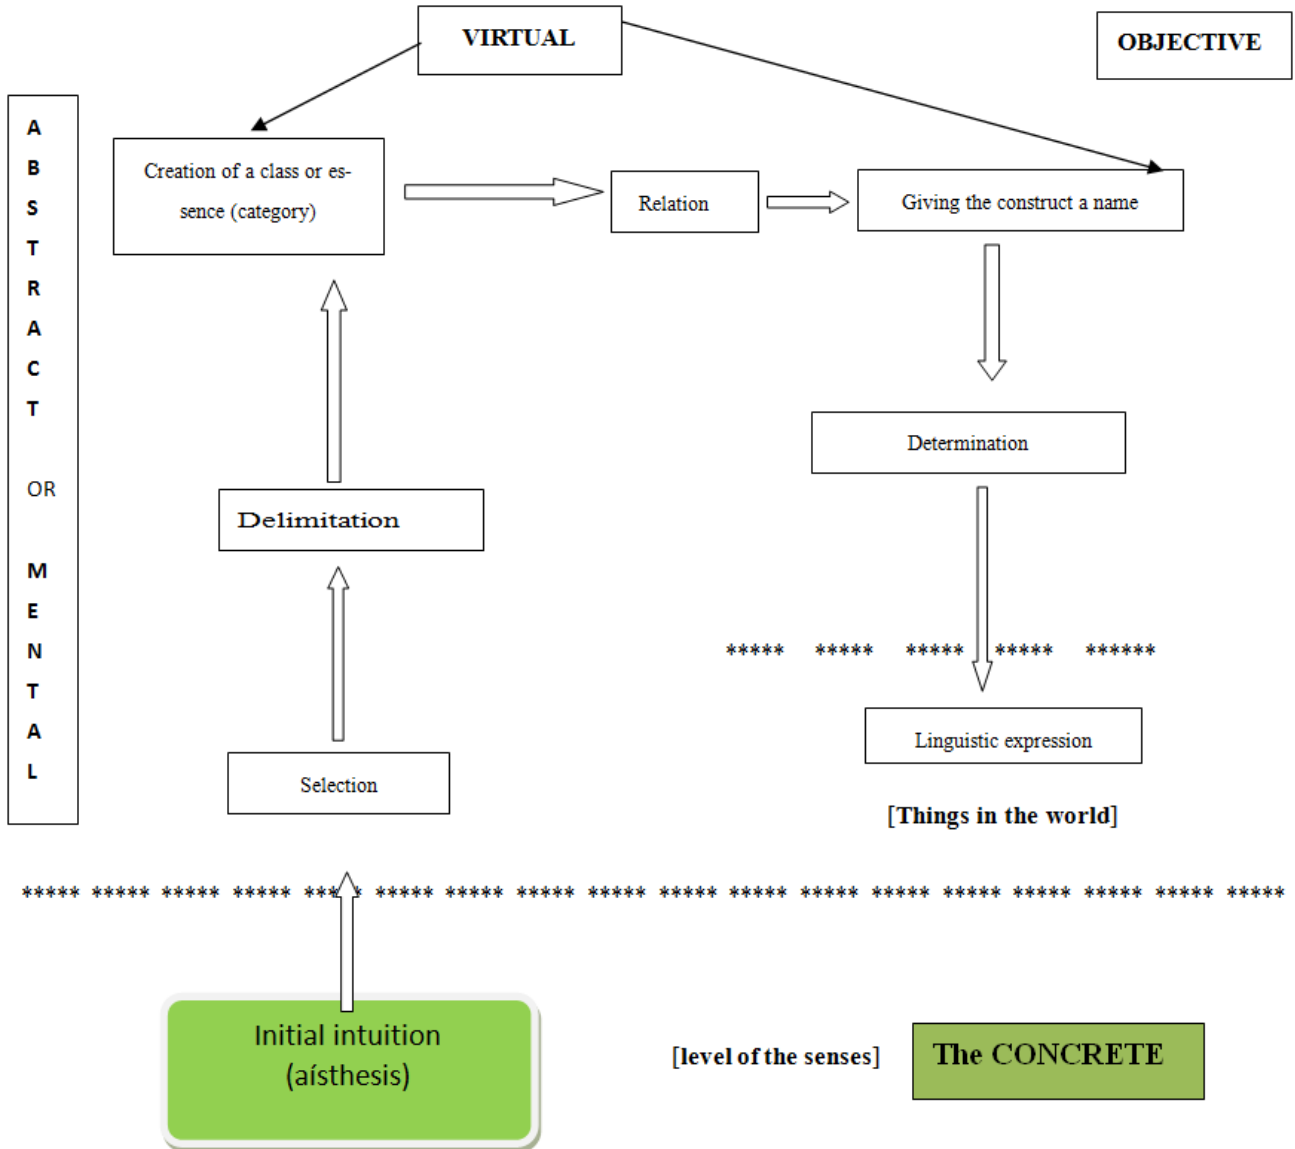 VIRTUAL
OBJECTIVE
A
B
S
T
R
A
C
T
OR
M
E
N
T
A
L
Creation of a class or es-
sence (category)
Relation
Giving the construct a name
Determination
Delimitation
***** ***** ***** ***** ******
Linguistic expression
Selection
[Things in the world]
***** ***** ***** ***** ***** ***** ***** ***** ***** ***** ***** ***** ***** ***** ***** ***** ***** *****
Initial intuition
(aísthesis)
[level of the senses]
The CONCRETE